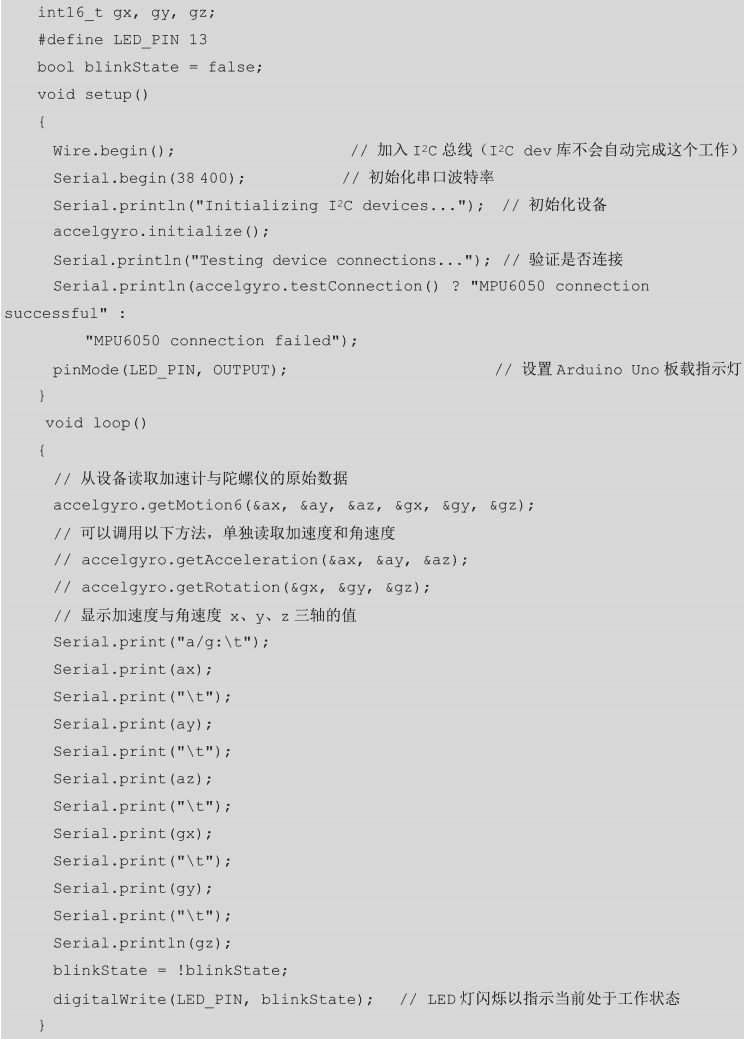 int16_t gx, gy, gz;
#define LED_PIN 13
bool blinkState = false;
void setup()
{
Wire.begin(); // 加入 I²C 总线（I²C dev 库不会自动完成这个工作）
Serial.begin(38 400); // 初始化串口波特率
Serial.println("Initializing I²C devices..."); // 初始化设备
accelgyro.initialize();
Serial.println("Testing device connections..."); // 验证是否连接
Serial.println(accelgyro.testConnection() ? "MPU6050 connection
successful" :
"MPU6050 connection failed");
pinMode(LED_PIN, OUTPUT); // 设置 Arduino Uno 板载指示灯
}
void loop()
{
// 从设备读取加速计与陀螺仪的原始数据
accelgyro.getMotion6(&ax, &ay, &az, &gx, &gy, &gz);
// 可以调用以下方法，单独读取加速度和角速度
// accelgyro.getAcceleration(&ax, &ay, &az);
// accelgyro.getRotation(&gx, &gy, &gz);
// 显示加速度与角速度 x、y、z 三轴的值
Serial.print("a/g:\t");
Serial.print(ax);
Serial.print("\t");
Serial.print(ay);
Serial.print("\t");
Serial.print(az);
Serial.print("\t");
Serial.print(gx);
Serial.print("\t");
Serial.print(gy);
Serial.print("\t");
Serial.println(gz);
blinkState = !blinkState;
digitalWrite(LED_PIN, blinkState); // LED 灯闪烁以指示当前处于工作状态
}